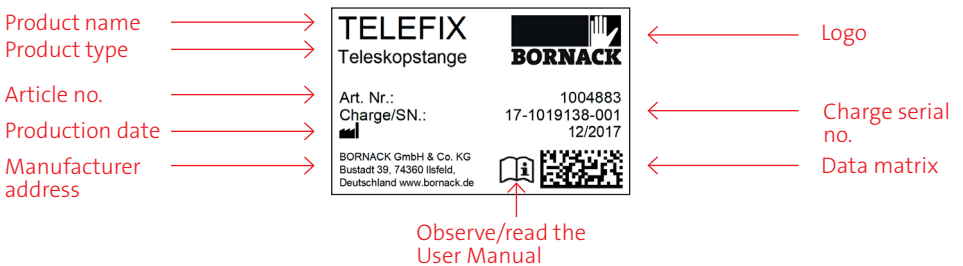 Product name
Product type
Article no.
Production date
Manufacturer
address
TELEFIX
Teleskopstange
BORNACK
Art. Nr.: 1004883
Charge/SN.: 17-1019138-001
12/2017
BORNACK GmbH & Co. KG
Bustadt 39, 74360 Ilsfeld,
Deutschland www.bornack.de
Logo
Charge serial
no.
Data matrix
Observe/read the
User Manual